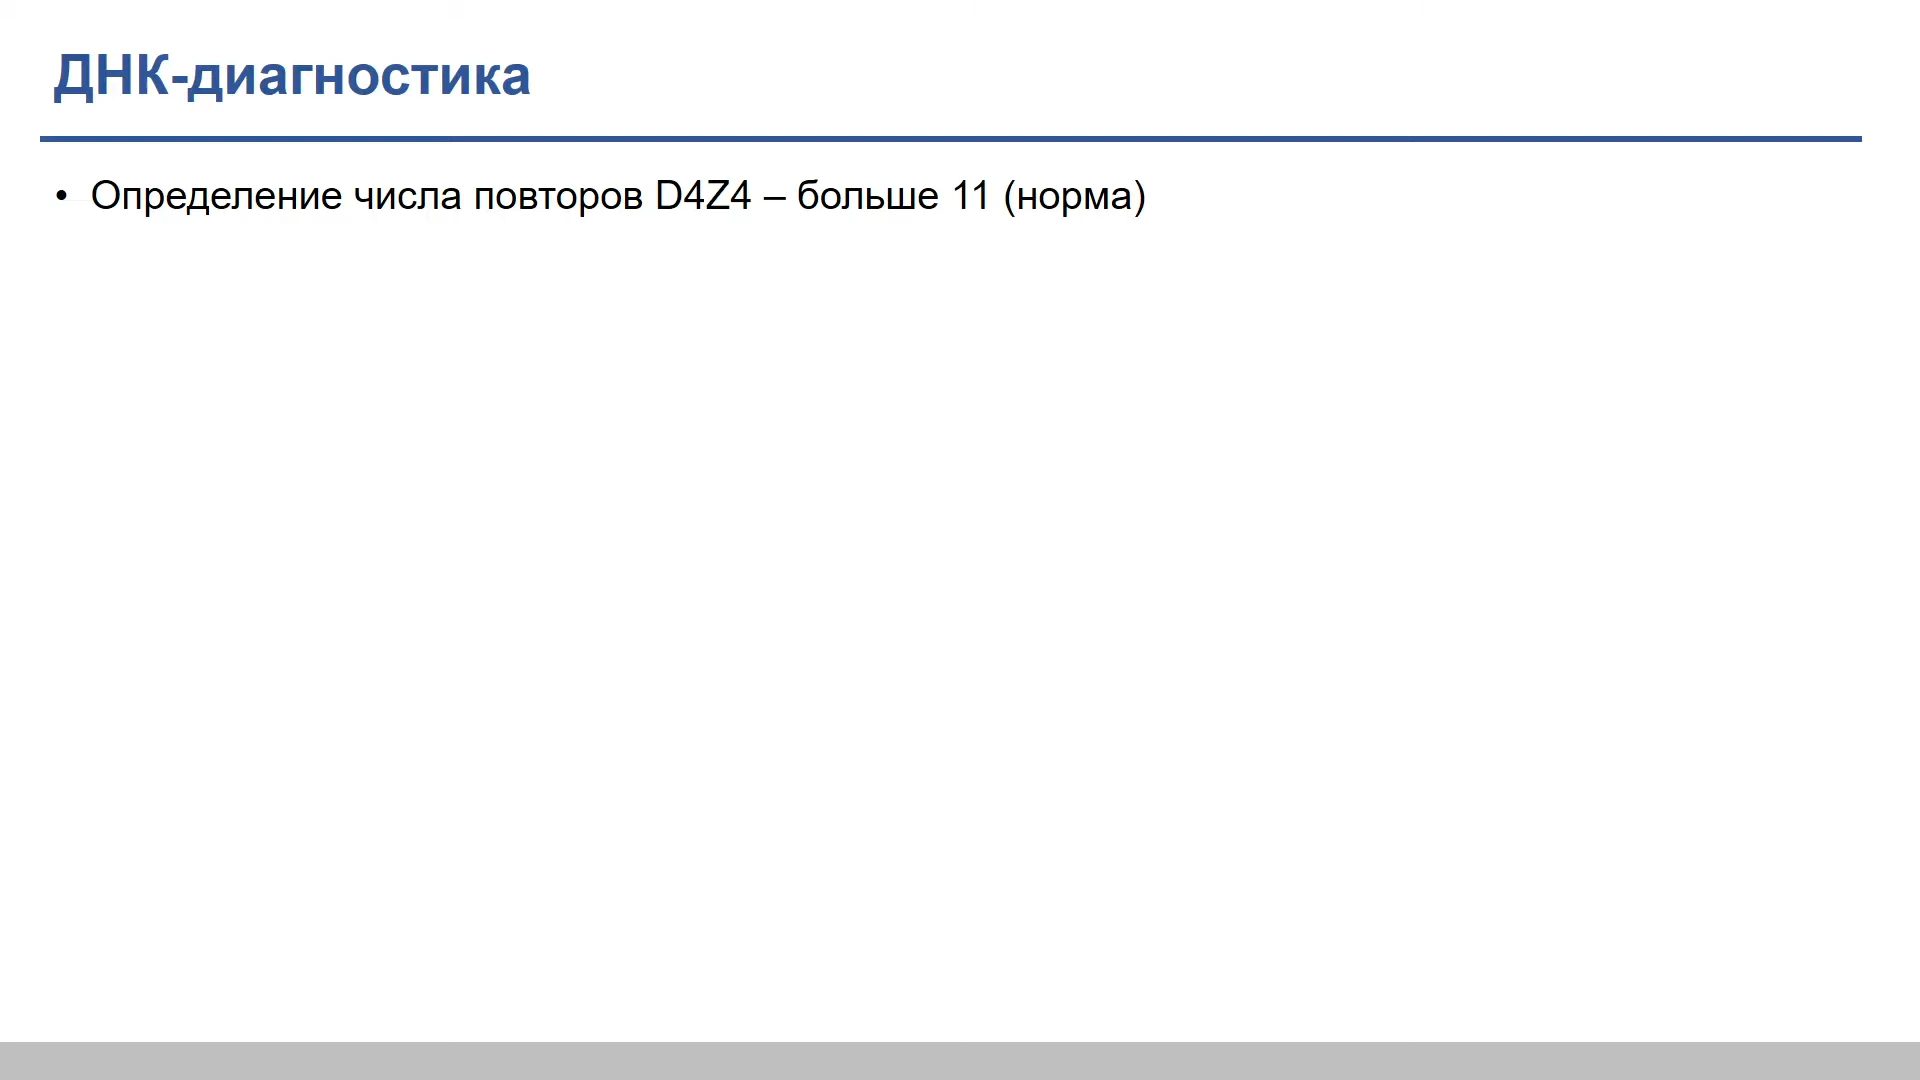 ДНК-диагностика
• Определение числа повторов D4Z4 – больше 11 (норма)